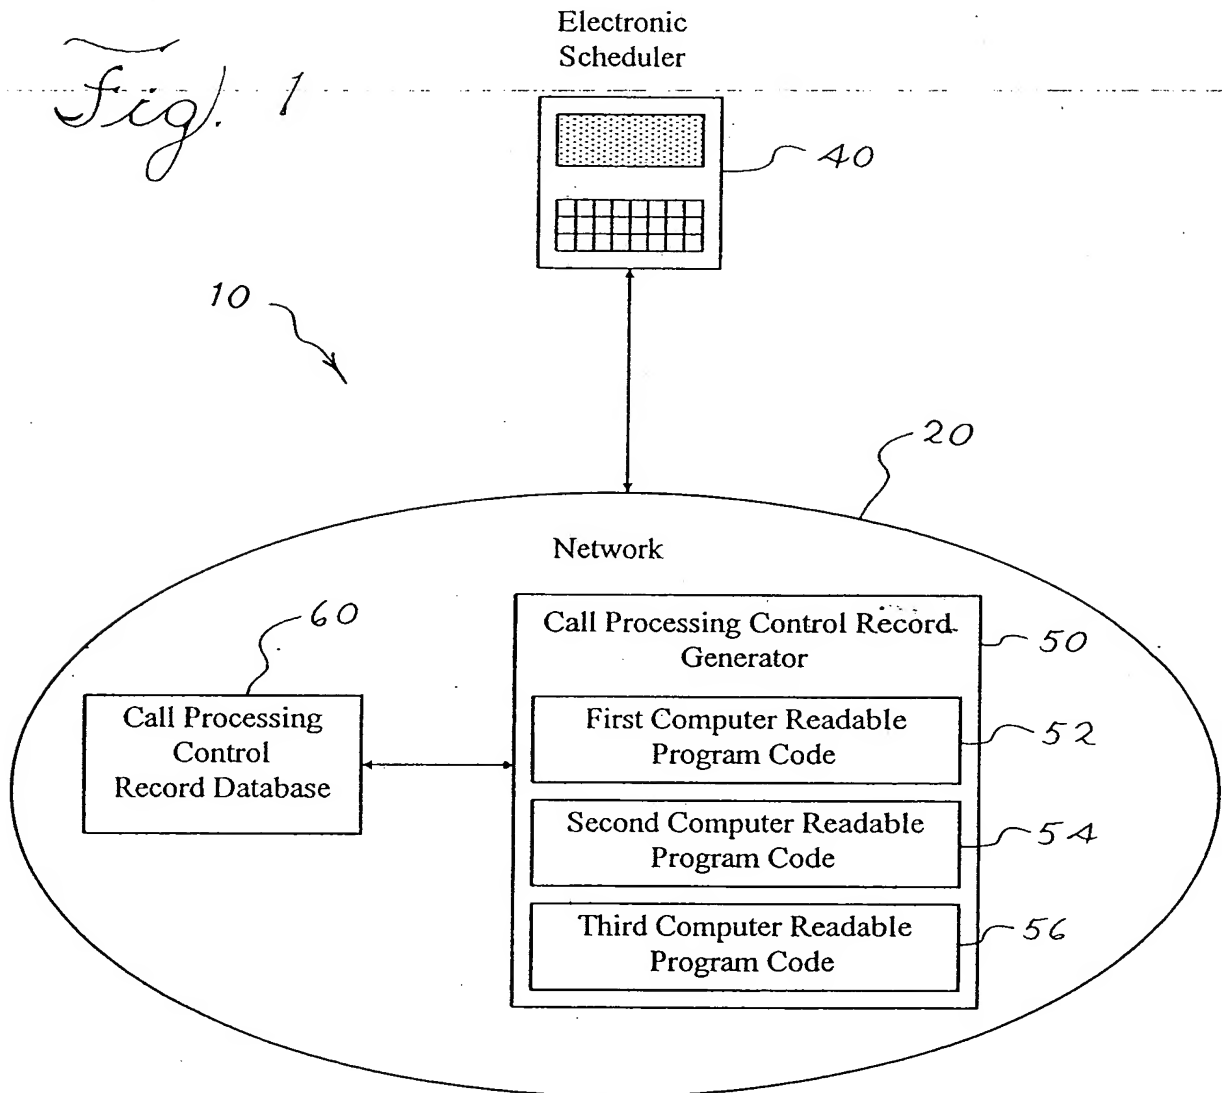 Electronic
Scheduler
Fig. 1
40
10
20
Network
60
Call Processing Control Record
Generator
50
Call Processing
Control
Record Database
First Computer Readable
Program Code
52
Second Computer Readable
Program Code
54
Third Computer Readable
Program Code
56